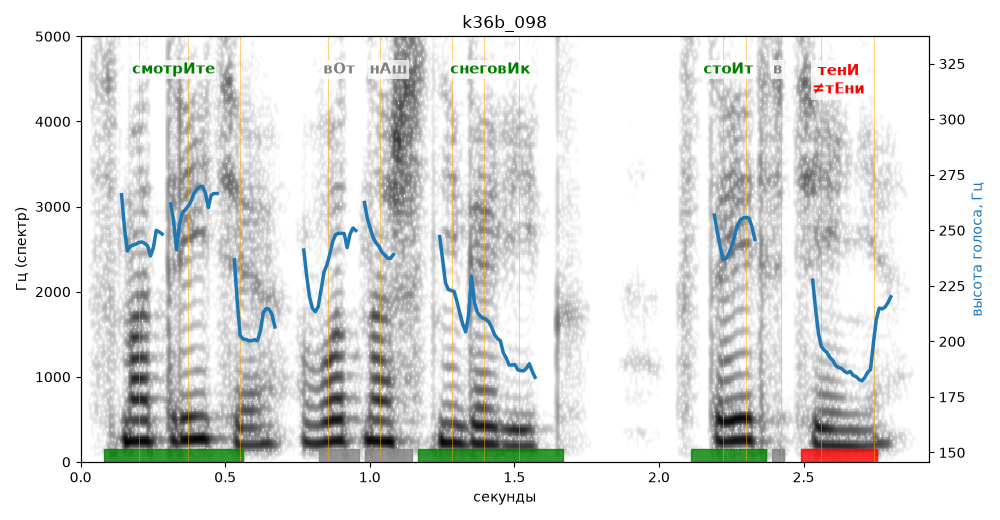 k36b_098
5000
4000
3000
2000
1000
0
Гц (спектр)
смотрИте
вОт
нАш
снеговИк
стоИт
в
тенИ
≠тЕни
325
300
275
250
225
200
175
150
высота голоса, Гц
0.0 0.5 1.0 1.5 2.0 2.5
секунды